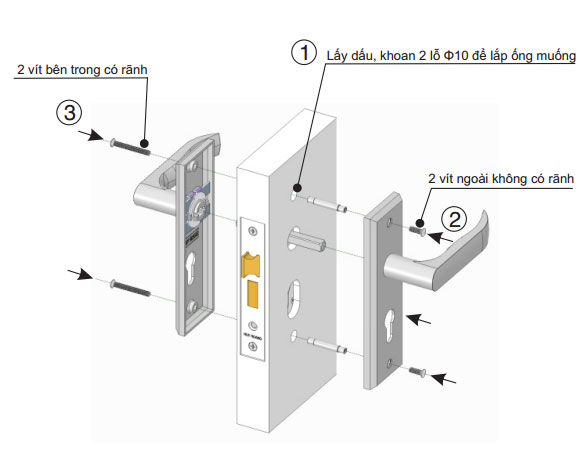 1 Lấy dấu, khoan 2 lỗ Φ10 để lắp ống muống
2 vít bên trong có rãnh
3
2 vít ngoài không có rãnh
2